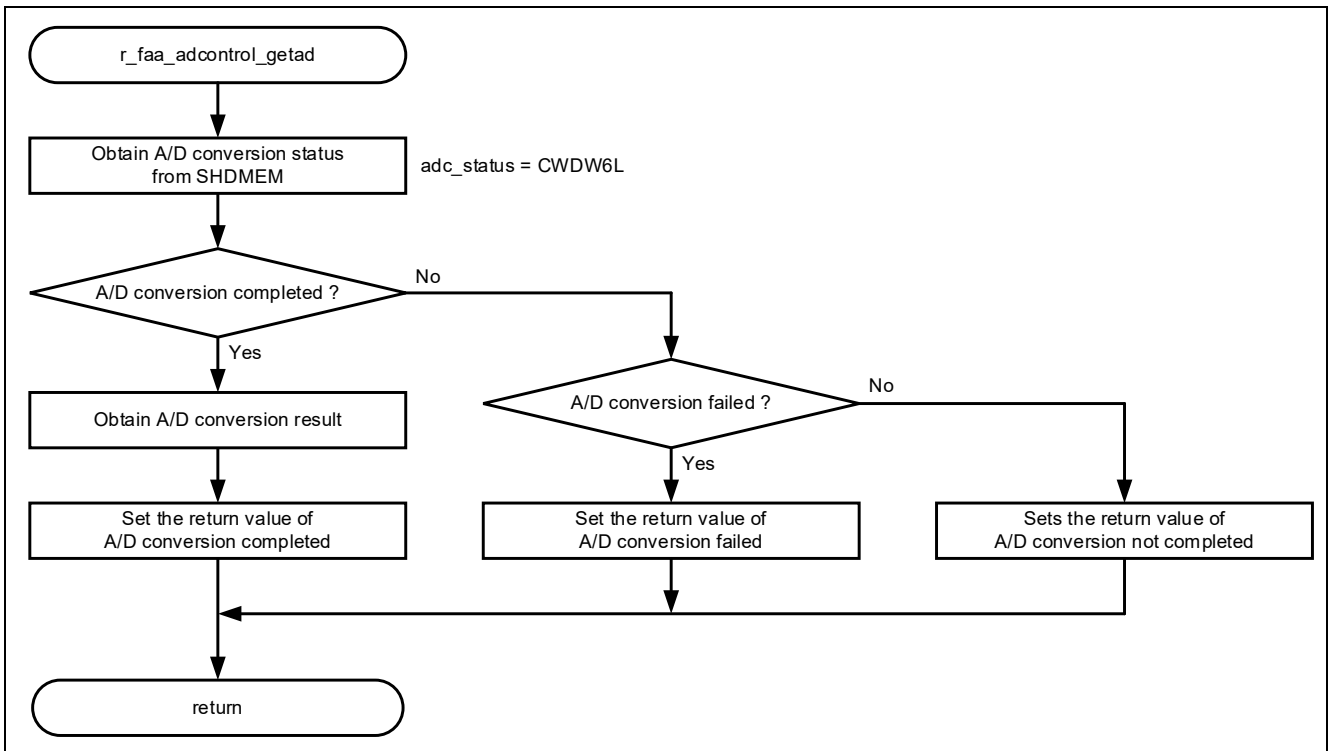 r_faa_adcontrol_getad
Obtain A/D conversion status
from SHDMEM
adc_status = CWDW6L
A/D conversion completed ?
No
Yes
A/D conversion failed ?
No
Obtain A/D conversion result
Yes
Set the return value of
A/D conversion completed
Set the return value of
A/D conversion failed
Sets the return value of
A/D conversion not completed
return